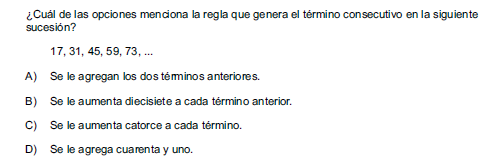 ¿Cuál de las opciones menciona la regla que genera el término consecutivo en la siguiente
sucesión?
17, 31, 45, 59, 73, ...
A) Se le agregan los dos términos anteriores.
B) Se le aumenta diecisiete a cada término anterior.
C) Se le aumenta catorce a cada término.
D) Se le agrega cuarenta y uno.